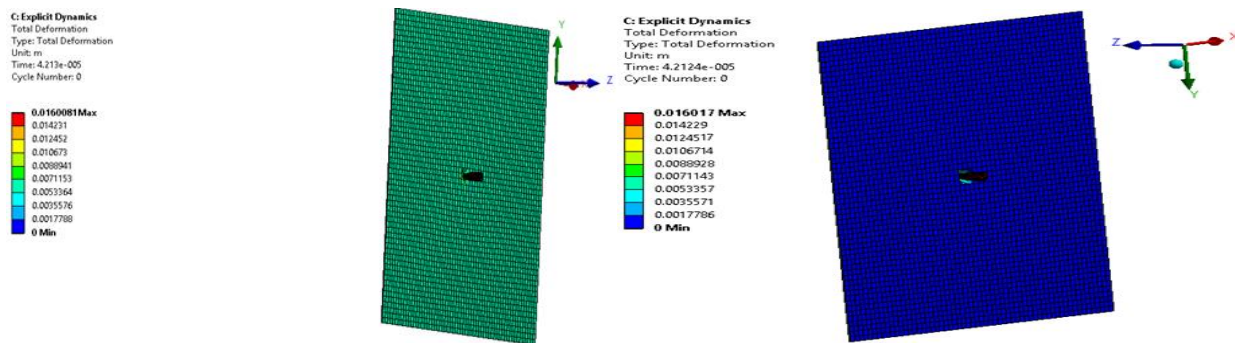 C: Explicit Dynamics
Total Deformation
Type: Total Deformation
Unit: m
Time: 4.213e-005
Cycle Number: 0
0.0160081Max
0.014231
0.012452
0.010673
0.0088941
0.0071153
0.0053364
0.0035576
0.0017788
0 Min
Y
Z
C: Explicit Dynamics
Total Deformation
Type: Total Deformation
Unit: m
Time: 4.2124e-005
Cycle Number: 0
0.016017 Max
0.014229
0.0124517
0.0106714
0.0088928
0.0071143
0.0053357
0.0035571
0.0017786
0 Min
Z
X
Y